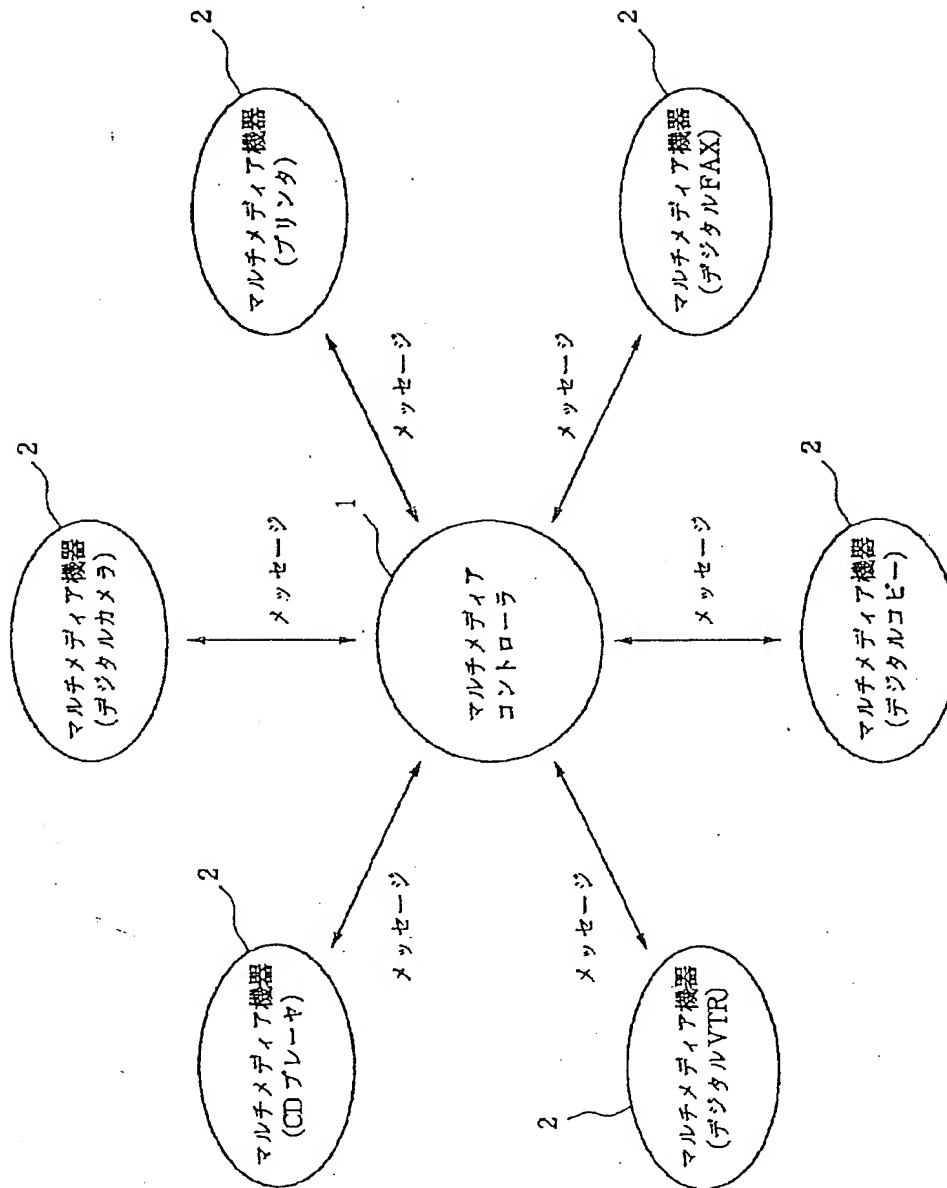 2
マルチメディア機器
(デジタルカメラ)
2
マルチメディア機器
(CDプレーヤ)
2
マルチメディア機器
(プリンタ)
メッセージ
メッセージ
メッセージ
1
マルチメディア
コントローラ
メッセージ
メッセージ
メッセージ
2
マルチメディア機器
(デジタルVTR)
2
マルチメディア機器
(デジタルFAX)
2
マルチメディア機器
(デジタルコピー)